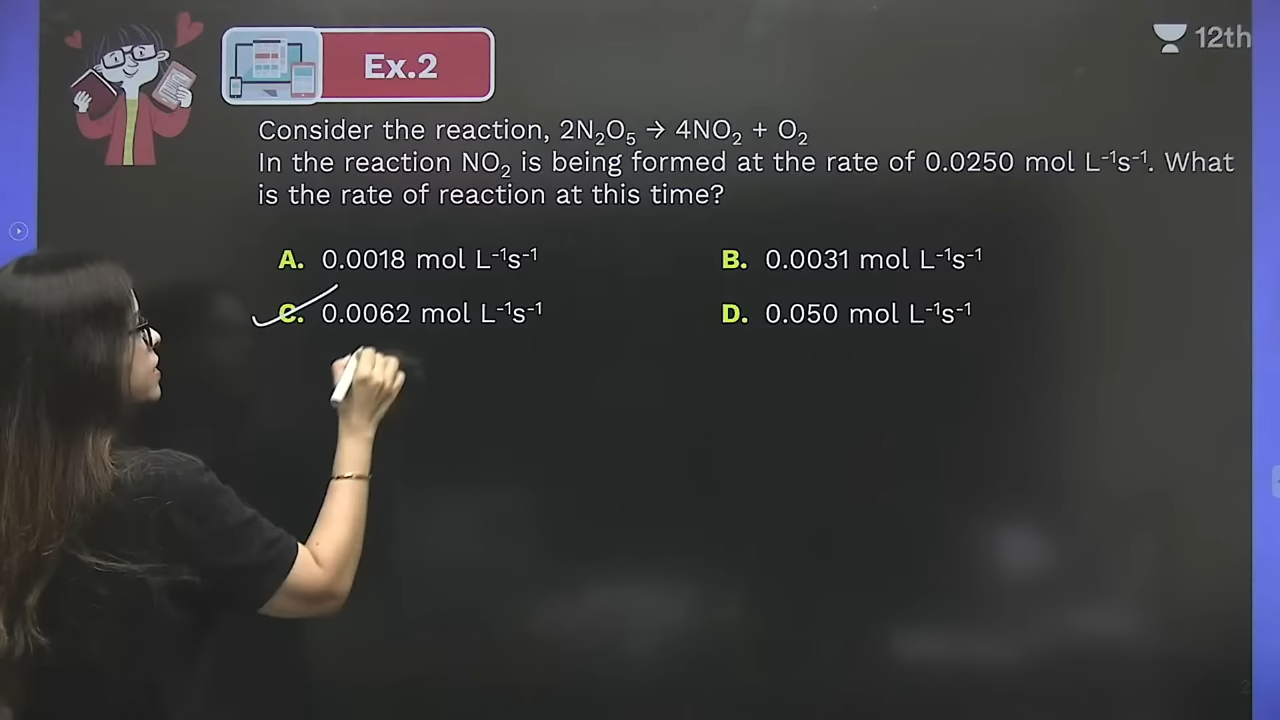 12th
Ex.2
Consider the reaction, 2N₂O₅ → 4NO₂ + O₂
In the reaction NO₂ is being formed at the rate of 0.0250 mol L⁻¹s⁻¹. What
is the rate of reaction at this time?
A. 0.0018 mol L⁻¹s⁻¹ B. 0.0031 mol L⁻¹s⁻¹
C. 0.0062 mol L⁻¹s⁻¹ D. 0.050 mol L⁻¹s⁻¹